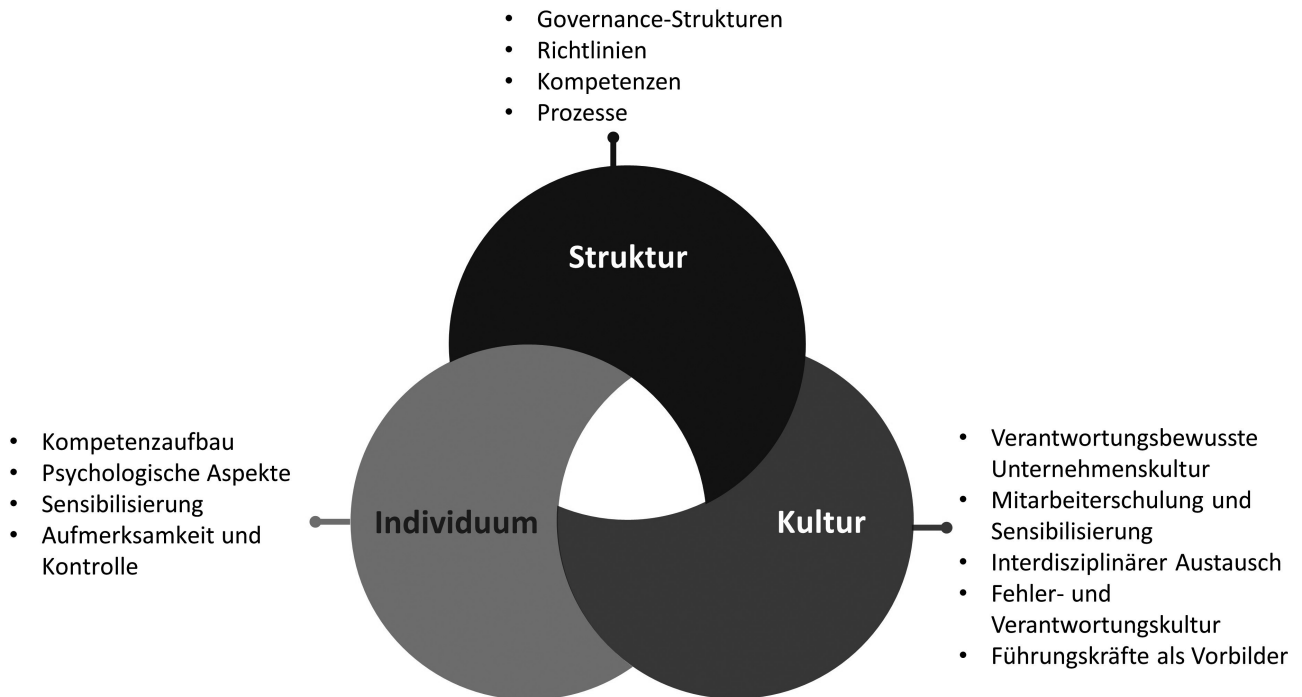 • Governance-Strukturen
• Richtlinien
• Kompetenzen
• Prozesse
Struktur
• Kompetenzaufbau
• Psychologische Aspekte
• Sensibilisierung
• Aufmerksamkeit und
Kontrolle
Individuum
Kultur
• Verantwortungsbewusste
Unternehmenskultur
• Mitarbeiterschulung und
Sensibilisierung
• Interdisziplinärer Austausch
• Fehler- und
Verantwortungskultur
• Führungskräfte als Vorbilder